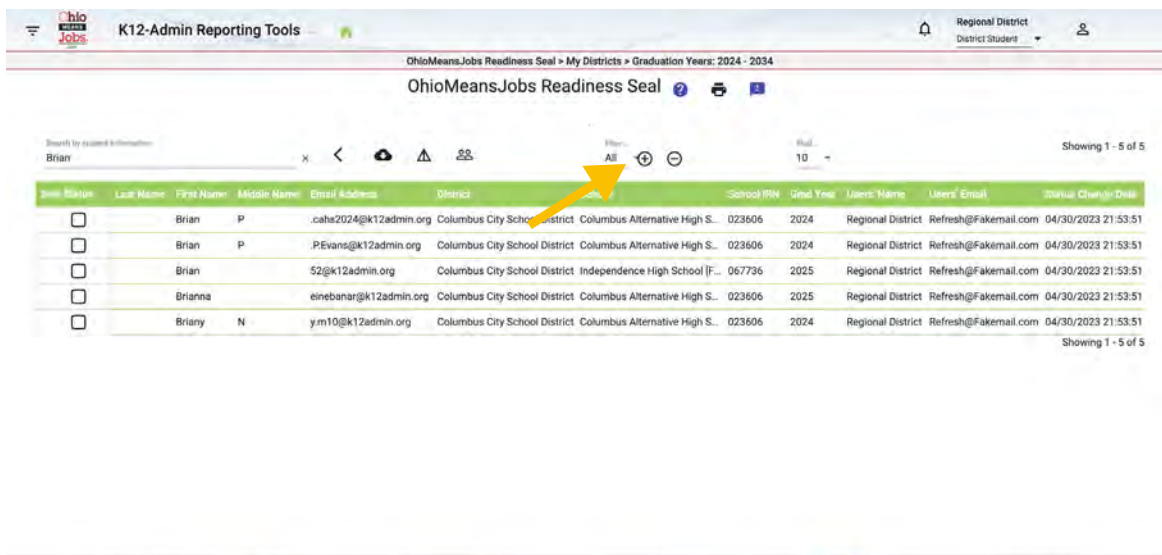 Ohio
MEANS
Jobs
K12-Admin Reporting Tools
Regional District
District Student
OhioMeansJobs Readiness Seal > My Districts > Graduation Years: 2024 - 2034
OhioMeansJobs Readiness Seal
Search by student information
Brian ×
Filter...
All
10
Showing 1 - 5 of 5
Seal Status Last Name First Name Middle Name Email Address District School IRN Grad Year Users' Name Users' Email Status Change Date
Brian P .cahs2024@k12admin.org Columbus City School District Columbus Alternative High S... 023606 2024 Regional District Refresh@Fakemail.com 04/30/2023 21:53:51
Brian P .P.Evans@k12admin.org Columbus City School District Columbus Alternative High S... 023606 2024 Regional District Refresh@Fakemail.com 04/30/2023 21:53:51
Brian 52@k12admin.org Columbus City School District Independence High School [F... 067736 2025 Regional District Refresh@Fakemail.com 04/30/2023 21:53:51
Brianna einebanar@k12admin.org Columbus City School District Columbus Alternative High S... 023606 2025 Regional District Refresh@Fakemail.com 04/30/2023 21:53:51
Briany N y.m10@k12admin.org Columbus City School District Columbus Alternative High S... 023606 2024 Regional District Refresh@Fakemail.com 04/30/2023 21:53:51
Showing 1 - 5 of 5